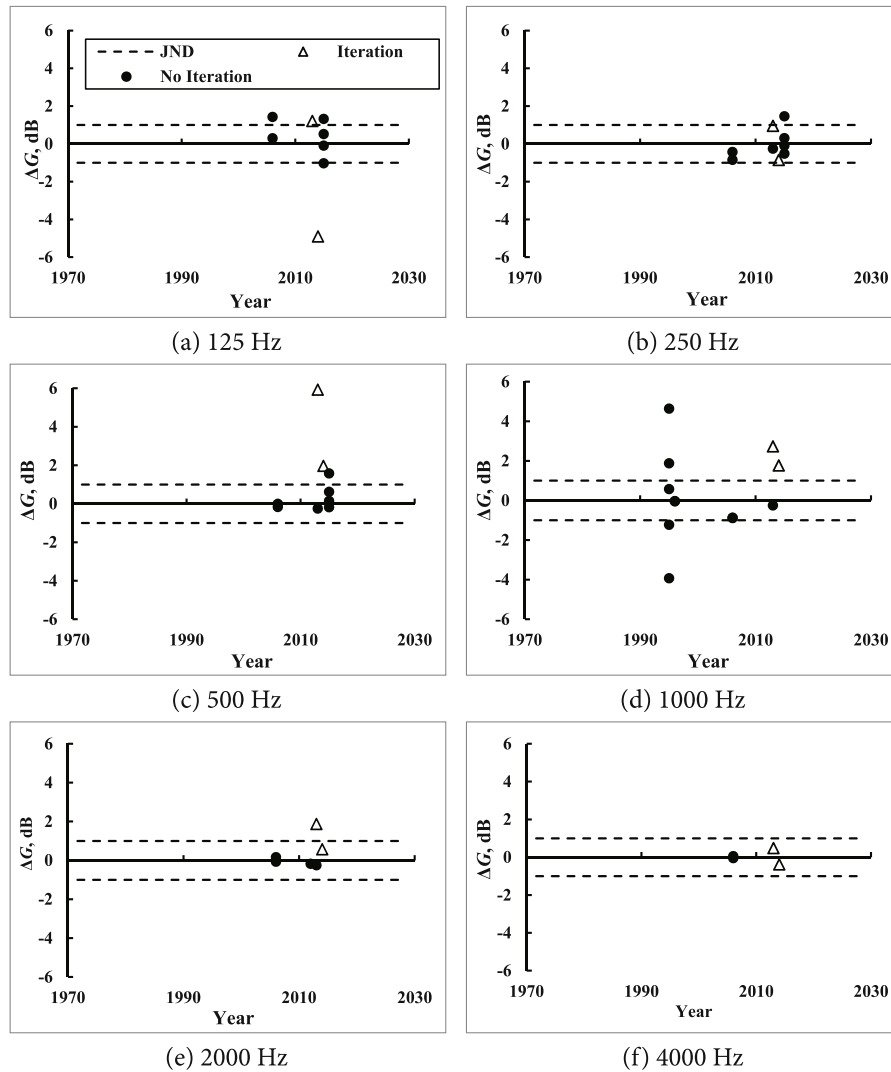 6
4
2
0
-2
-4
-6
ΔG, dB
JND
Iteration
No Iteration
1970 1990 2010 2030
Year
(a) 125 Hz
6
4
2
0
-2
-4
-6
ΔG, dB
1970 1990 2010 2030
Year
(b) 250 Hz
6
4
2
0
-2
-4
-6
ΔG, dB
1970 1990 2010 2030
Year
(c) 500 Hz
6
4
2
0
-2
-4
-6
ΔG, dB
1970 1990 2010 2030
Year
(d) 1000 Hz
6
4
2
0
-2
-4
-6
ΔG, dB
1970 1990 2010 2030
Year
(e) 2000 Hz
6
4
2
0
-2
-4
-6
ΔG, dB
1970 1990 2010 2030
Year
(f) 4000 Hz